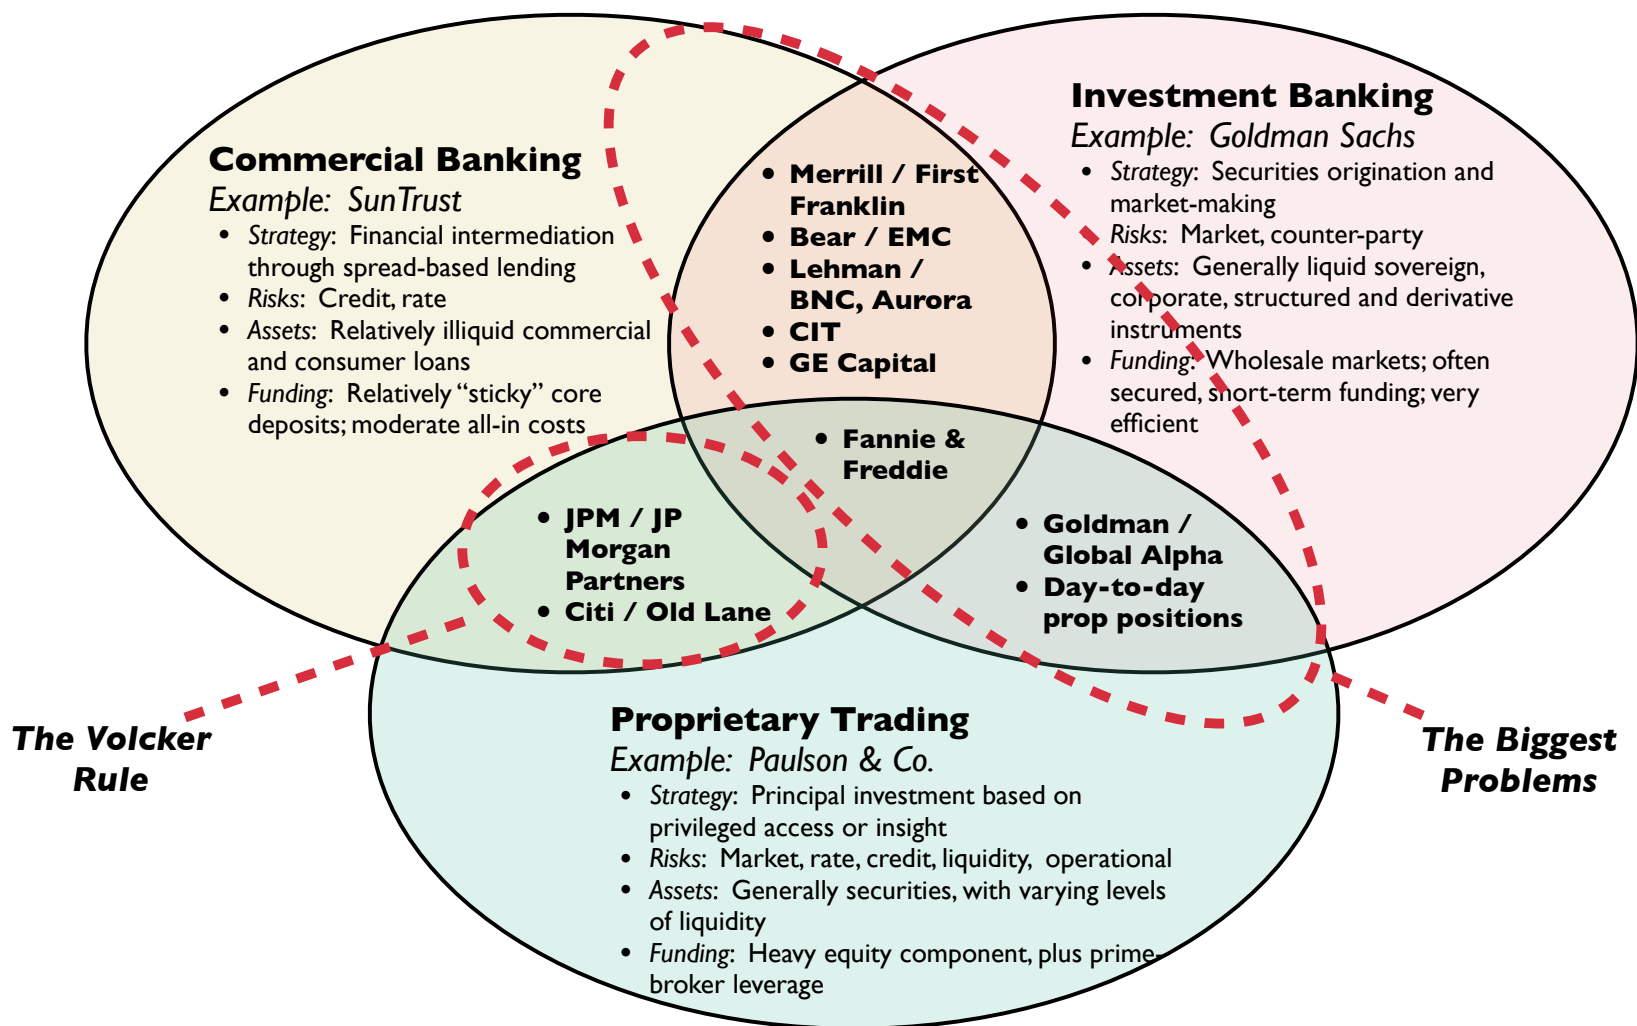 Commercial Banking
Example: SunTrust
• Strategy: Financial intermediation
through spread-based lending
• Risks: Credit, rate
• Assets: Relatively illiquid commercial
and consumer loans
• Funding: Relatively “sticky” core
deposits; moderate all-in costs
• Merrill / First
Franklin
• Bear / EMC
• Lehman /
BNC, Aurora
• CIT
• GE Capital
Investment Banking
Example: Goldman Sachs
• Strategy: Securities origination and
market-making
• Risks: Market, counter-party
• Assets: Generally liquid sovereign,
corporate, structured and derivative
instruments
• Funding: Wholesale markets; often
secured, short-term funding; very
efficient
• Fannie &
Freddie
• JPM / JP
Morgan
Partners
• Citi / Old Lane
• Goldman /
Global Alpha
• Day-to-day
prop positions
The Volcker
Rule
Proprietary Trading
Example: Paulson & Co.
• Strategy: Principal investment based on
privileged access or insight
• Risks: Market, rate, credit, liquidity, operational
• Assets: Generally securities, with varying levels
of liquidity
• Funding: Heavy equity component, plus prime-
broker leverage
The Biggest
Problems